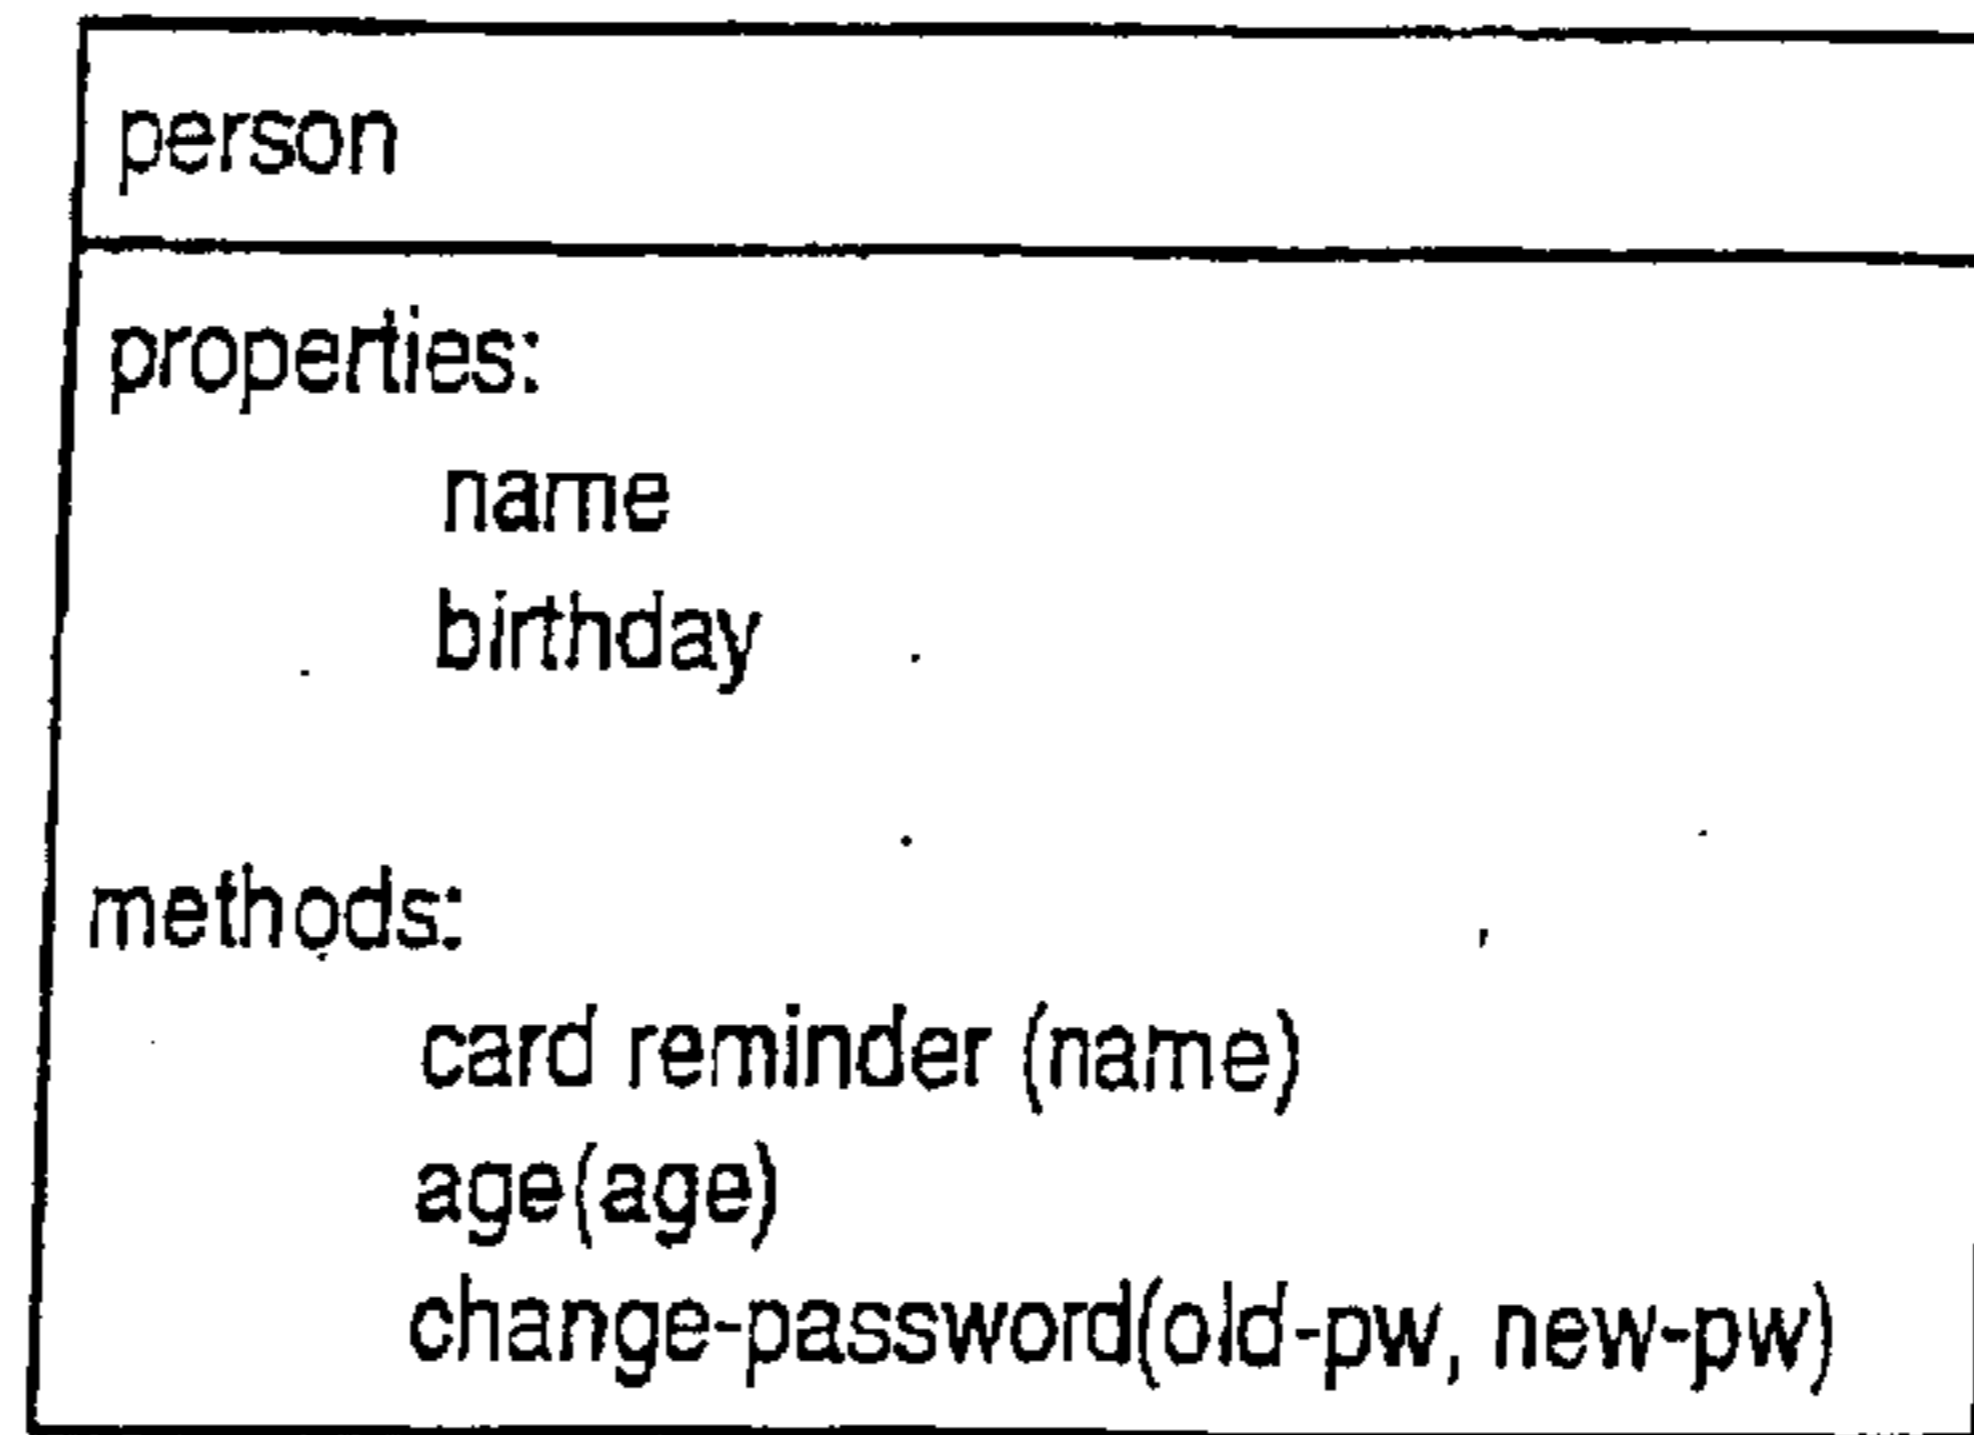 person
properties:
name
birthday
methods:
card reminder (name)
age(age)
change-password(old-pw, new-pw)